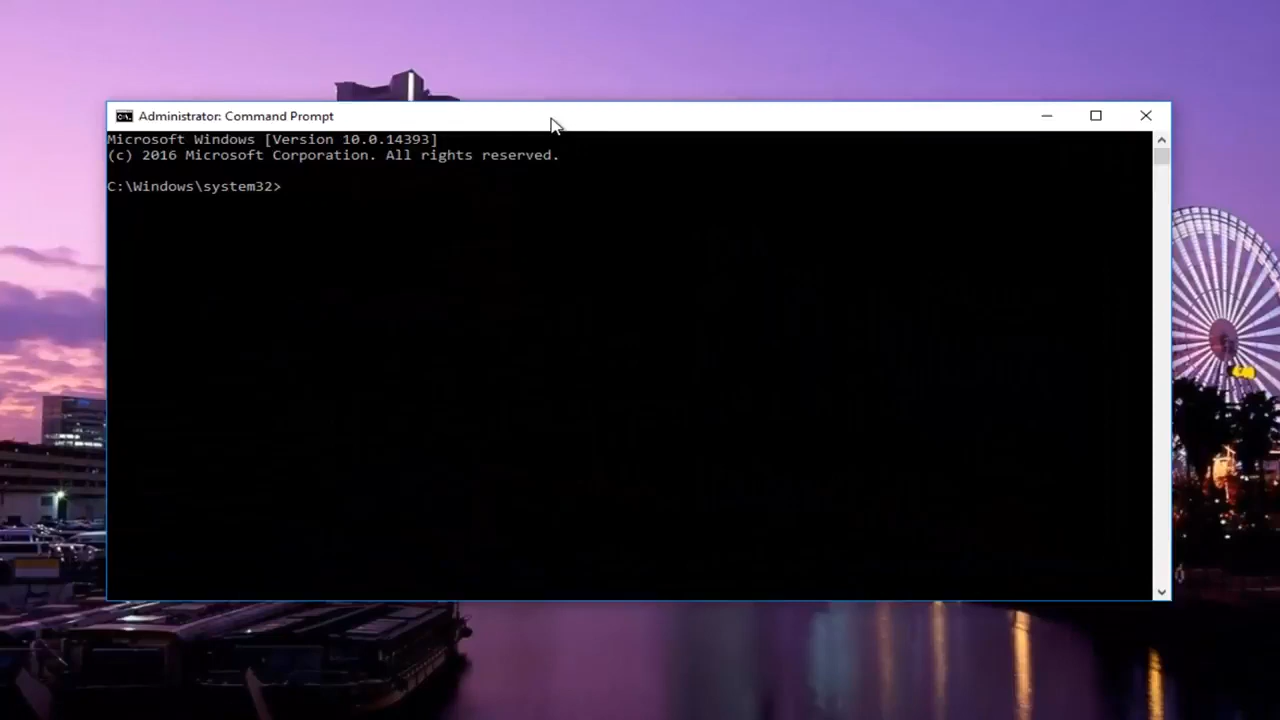 Administrator: Command Prompt
Microsoft Windows [Version 10.0.14393]
(c) 2016 Microsoft Corporation. All rights reserved.
C:\Windows\system32>